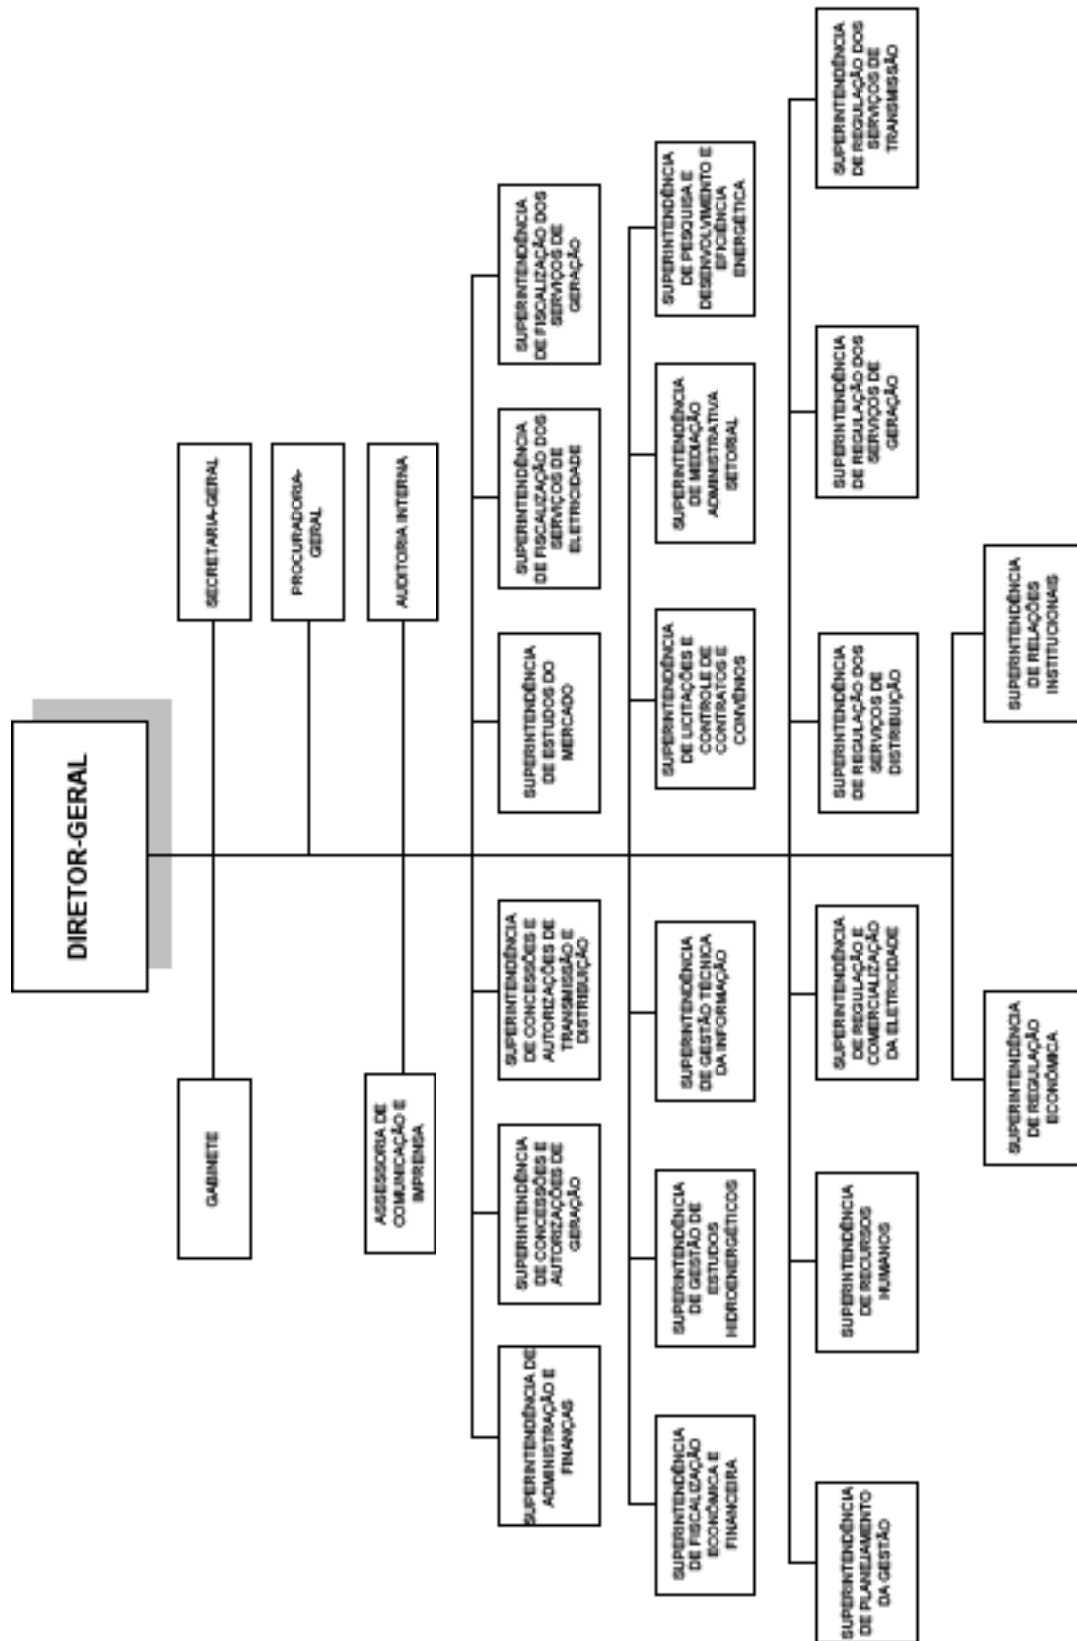 DIRETOR-GERAL
GABINETE
SECRETARIA-GERAL
PROCURADORIA-
GERAL
ASSESSORIA DE
COMUNICAÇÃO E
IMPRENSA
AUDITORIA INTERNA
SUPERINTENDÊNCIA DE
ADMINISTRAÇÃO E
FINANÇAS
SUPERINTENDÊNCIA
DE CONCESSÕES E
AUTORIZAÇÕES DE
GERAÇÃO
SUPERINTENDÊNCIA
DE CONCESSÕES E
AUTORIZAÇÕES DE
TRANSMISSÃO E
DISTRIBUIÇÃO
SUPERINTENDÊNCIA
DE ESTUDOS DO
MERCADO
SUPERINTENDÊNCIA
DE FISCALIZAÇÃO DOS
SERVIÇOS DE
ELETRICIDADE
SUPERINTENDÊNCIA
DE FISCALIZAÇÃO DOS
SERVIÇOS DE
GERAÇÃO
SUPERINTENDÊNCIA
DE FISCALIZAÇÃO
ECONÔMICA E
FINANCEIRA
SUPERINTENDÊNCIA
DE GESTÃO DE
ESTUDOS
HIDROENERGÉTICOS
SUPERINTENDÊNCIA
DE GESTÃO TÉCNICA
DA INFORMAÇÃO
SUPERINTENDÊNCIA
DE LICITAÇÕES E
CONTROLE DE
CONTRATOS E
CONVÊNIOS
SUPERINTENDÊNCIA
DE MEDIAÇÃO
ADMINISTRATIVA
SETORIAL
SUPERINTENDÊNCIA
DE PESQUISA E
DESENVOLVIMENTO E
EFICIÊNCIA
ENERGÉTICA
SUPERINTENDÊNCIA
DE PLANEJAMENTO
DA GESTÃO
SUPERINTENDÊNCIA
DE RECURSOS
HUMANOS
SUPERINTENDÊNCIA
DE REGULAÇÃO E
COMERCIALIZAÇÃO
DA ELETRICIDADE
SUPERINTENDÊNCIA
DE REGULAÇÃO DOS
SERVIÇOS DE
DISTRIBUIÇÃO
SUPERINTENDÊNCIA
DE REGULAÇÃO DOS
SERVIÇOS DE
GERAÇÃO
SUPERINTENDÊNCIA
DE REGULAÇÃO DOS
SERVIÇOS DE
TRANSMISSÃO
SUPERINTENDÊNCIA
DE REGULAÇÃO
ECONÔMICA
SUPERINTENDÊNCIA
DE RELAÇÕES
INSTITUCIONAIS